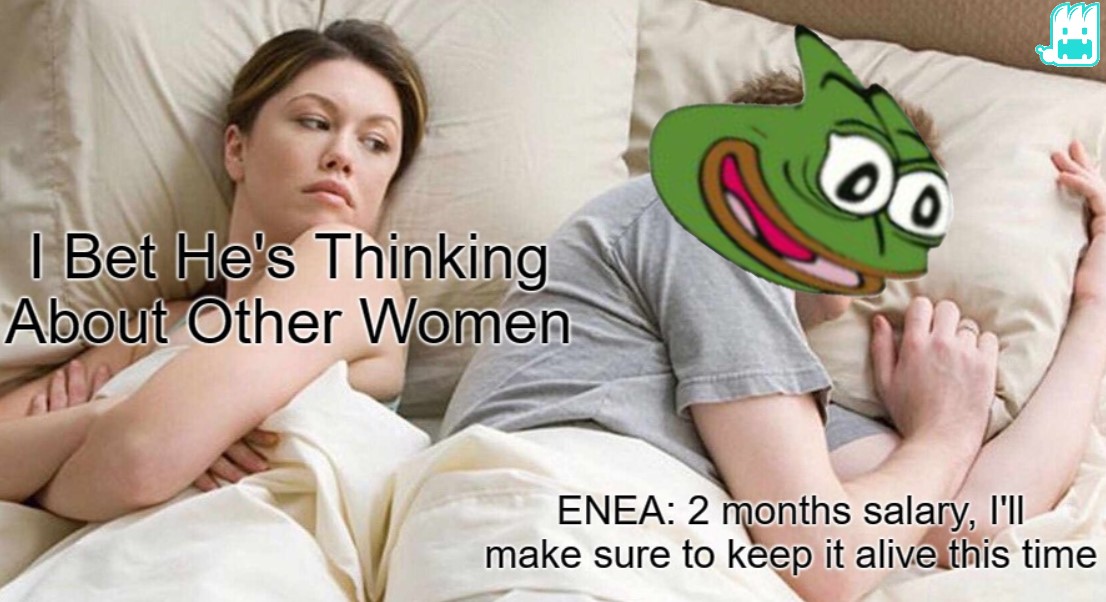 I Bet He's Thinking
About Other Women
ENEA: 2 months salary, I'll
make sure to keep it alive this time